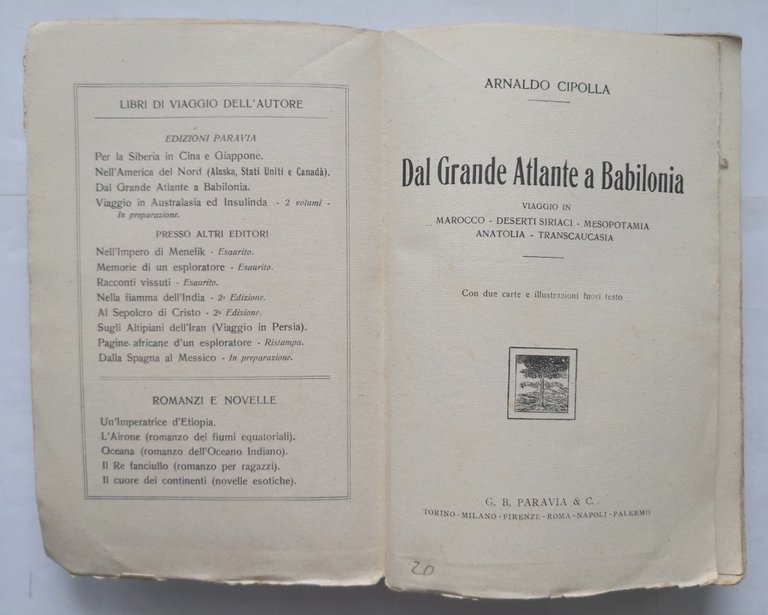 LIBRI DI VIAGGIO DELL'AUTORE
EDIZIONI PARAVIA
Per la Siberia in Cina e Giappone.
Nell'America del Nord (Alaska, Stati Uniti e Canadà).
Dal Grande Atlante a Babilonia.
Viaggio in Australasia ed Insulinda - 2 volumi -
In preparazione.
PRESSO ALTRI EDITORI
Nell'Impero di Menelik - Esaurito.
Memorie di un esploratore - Esaurito.
Racconti vissuti - Esaurito.
Nella fiamma dell'India - 2ª Edizione.
Al Sepolcro di Cristo - 2ª Edizione.
Sugli Altipiani dell'Iran (Viaggio in Persia).
Pagine africane d'un esploratore - Ristampa.
Dalla Spagna al Messico - In preparazione.
ROMANZI E NOVELLE
Un'Imperatrice d'Etiopia.
L'Airone (romanzo dei fiumi equatoriali).
Oceana (romanzo dell'Oceano Indiano).
Il Re fanciullo (romanzo per ragazzi).
Il cuore dei continenti (novelle esotiche).
ARNALDO CIPOLLA
Dal Grande Atlante a Babilonia
VIAGGIO IN
MAROCCO - DESERTI SIRIACI - MESOPOTAMIA
ANATOLIA - TRANSCAUCASIA
Con due carte e illustrazioni fuori testo
G. B. PARAVIA & C.
TORINO - MILANO - FIRENZE - ROMA - NAPOLI - PALERMO
20